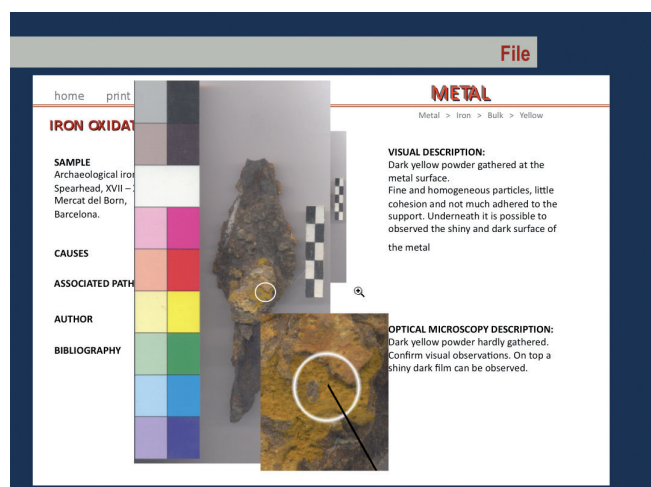 File
home print
METAL
Metal > Iron > Bulk > Yellow
IRON OXIDAT
SAMPLE
Archaeological iror
Spearhead, XVII –
Mercat del Born,
Barcelona.
CAUSES
ASSOCIATED PATH
AUTHOR
BIBLIOGRAPHY
VISUAL DESCRIPTION:
Dark yellow powder gathered at the
metal surface.
Fine and homogeneous particles, little
cohesion and not much adhered to the
support. Underneath it is possible to
observed the shiny and dark surface of
the metal
OPTICAL MICROSCOPY DESCRIPTION:
Dark yellow powder hardly gathered.
Confirm visual observations. On top a
shiny dark film can be observed.